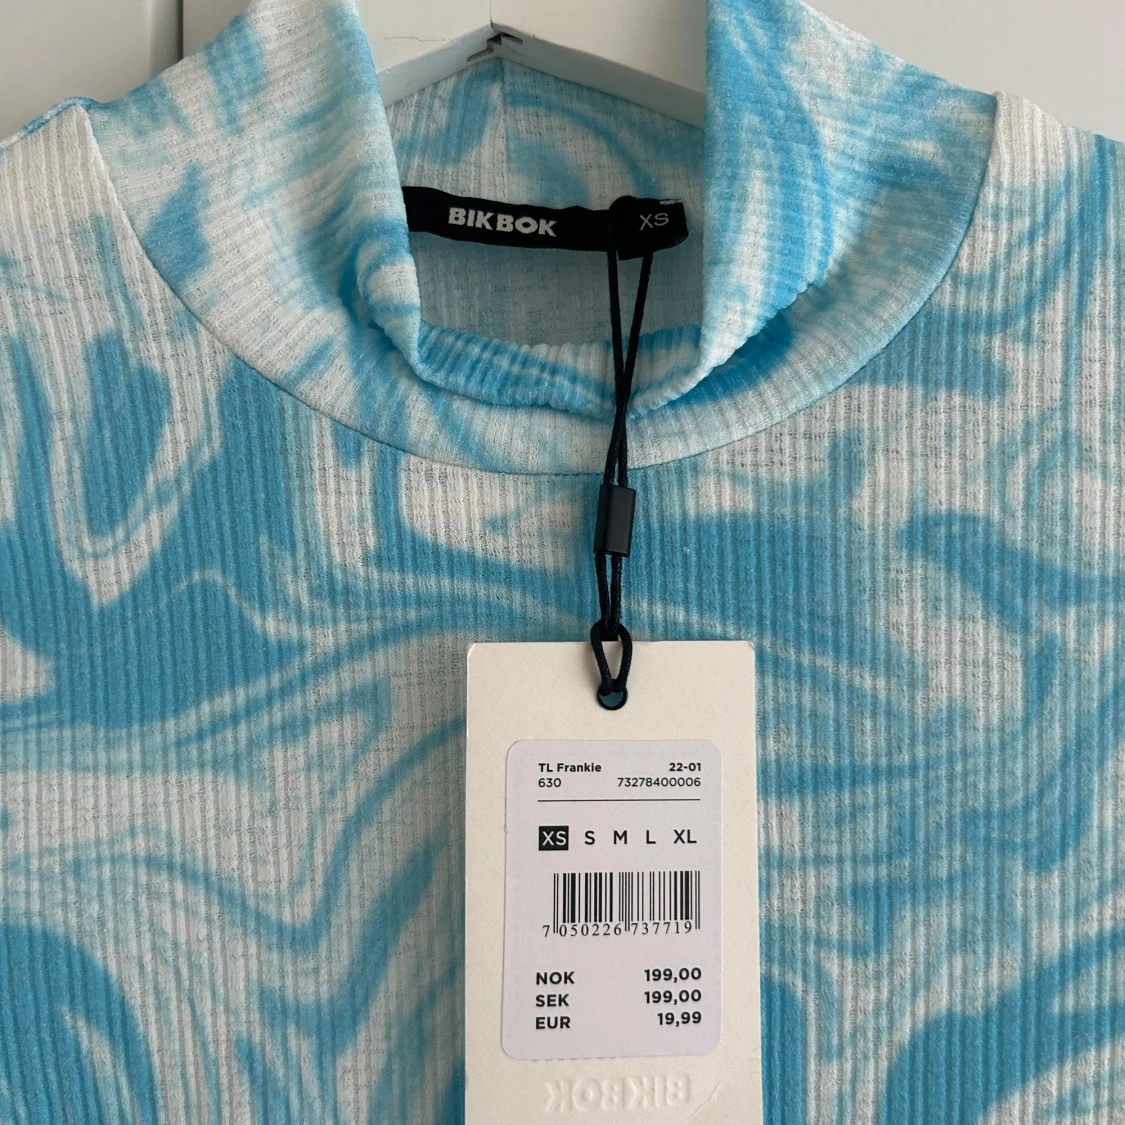 BIKBOK XS
TL Frankie 22-01
630 73278400006
XS S M L XL
7 050226 737719
NOK 199,00
SEK 199,00
EUR 19,99
BIKBOK